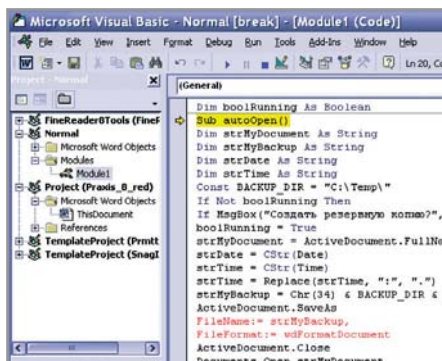 Microsoft Visual Basic - Normal [break] - [Module1 (Code)]
File Edit View Insert Format Debug Run Tools Add-Ins Window Help
Ln 20, Co
Project - Normal
(General)
FineReader8Tools (FineF
Normal
Microsoft Word Objects
Modules
Module1
Project (Praxis_8_red)
Microsoft Word Objects
ThisDocument
References
TemplateProject (Prmtt
TemplateProject (SnagI
Dim boolRunning As Boolean
Sub autoOpen()
Dim strMyDocument As String
Dim strMyBackup As String
Dim strDate As String
Dim strTime As String
Const BACKUP_DIR = "C:\Temp\"
If Not boolRunning Then
If MsgBox("Создать резервную копию?",
boolRunning = True
strMyDocument = ActiveDocument.FullNa
strDate = CStr(Date)
strTime = CStr(Time)
strTime = Replace(strTime, ":", ".")
strMyBackup = Chr(34) & BACKUP_DIR &
ActiveDocument.SaveAs
FileName:= strMyBackup,
FileFormat:= wdFormatDocument
ActiveDocument.Close
Documents.Open strMyDocument